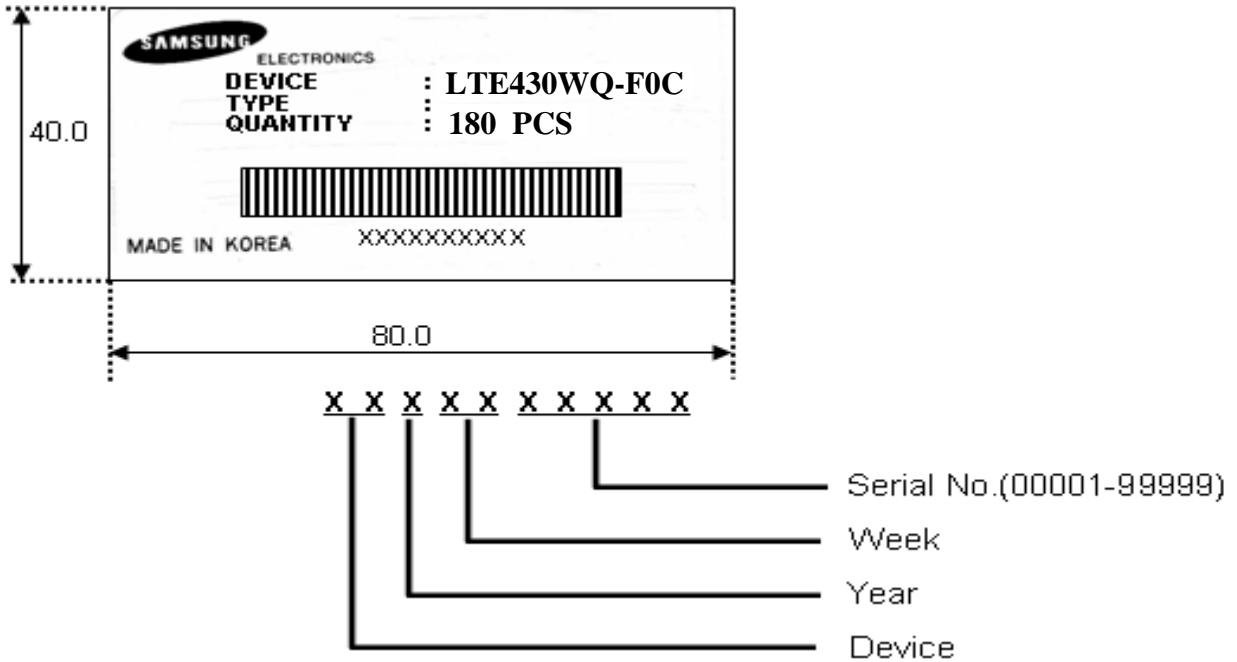 SAMSUNG
ELECTRONICS
DEVICE : LTE430WQ-F0C
TYPE :
QUANTITY : 180 PCS
40.0
MADE IN KOREA XXXXXXXXXX
80.0
X X X X X X X X X X
Serial No.(00001-99999)
Week
Year
Device